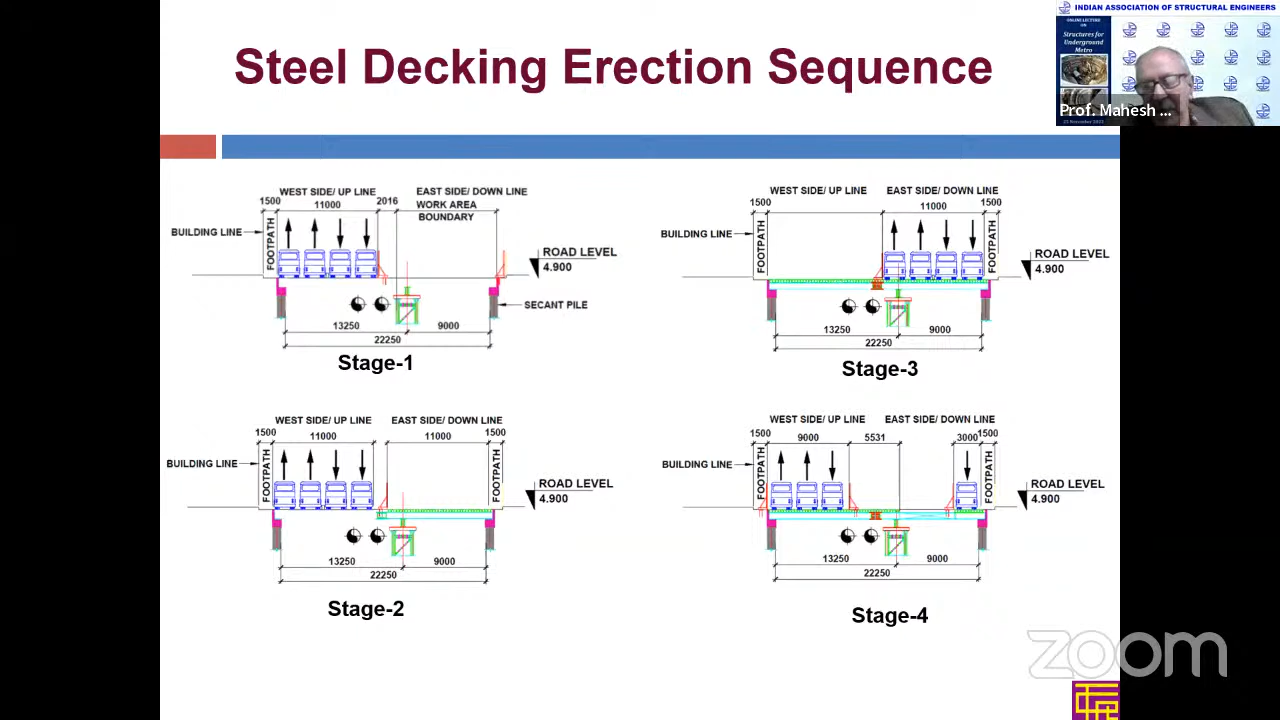 INDIAN ASSOCIATION OF STRUCTURAL ENGINEERS
ONLINE LECTURE
ON
Structures for
Underground
Metro
Prof. Mahesh ...
Steel Decking Erection Sequence
WEST SIDE/ UP LINE
EAST SIDE/ DOWN LINE
1500
11000
2016
WORK AREA
BOUNDARY
BUILDING LINE
FOOTPATH
ROAD LEVEL
4.900
SECANT PILE
13250
9000
22250
Stage-1
WEST SIDE/ UP LINE
EAST SIDE/ DOWN LINE
1500
11000
1500
BUILDING LINE
FOOTPATH
FOOTPATH
ROAD LEVEL
4.900
13250
9000
22250
Stage-3
WEST SIDE/ UP LINE
EAST SIDE/ DOWN LINE
1500
11000
11000
1500
BUILDING LINE
FOOTPATH
FOOTPATH
ROAD LEVEL
4.900
13250
9000
22250
Stage-2
WEST SIDE/ UP LINE
EAST SIDE/ DOWN LINE
1500
9000
5531
3000
1500
BUILDING LINE
FOOTPATH
FOOTPATH
ROAD LEVEL
4.900
13250
9000
22250
Stage-4
zoom